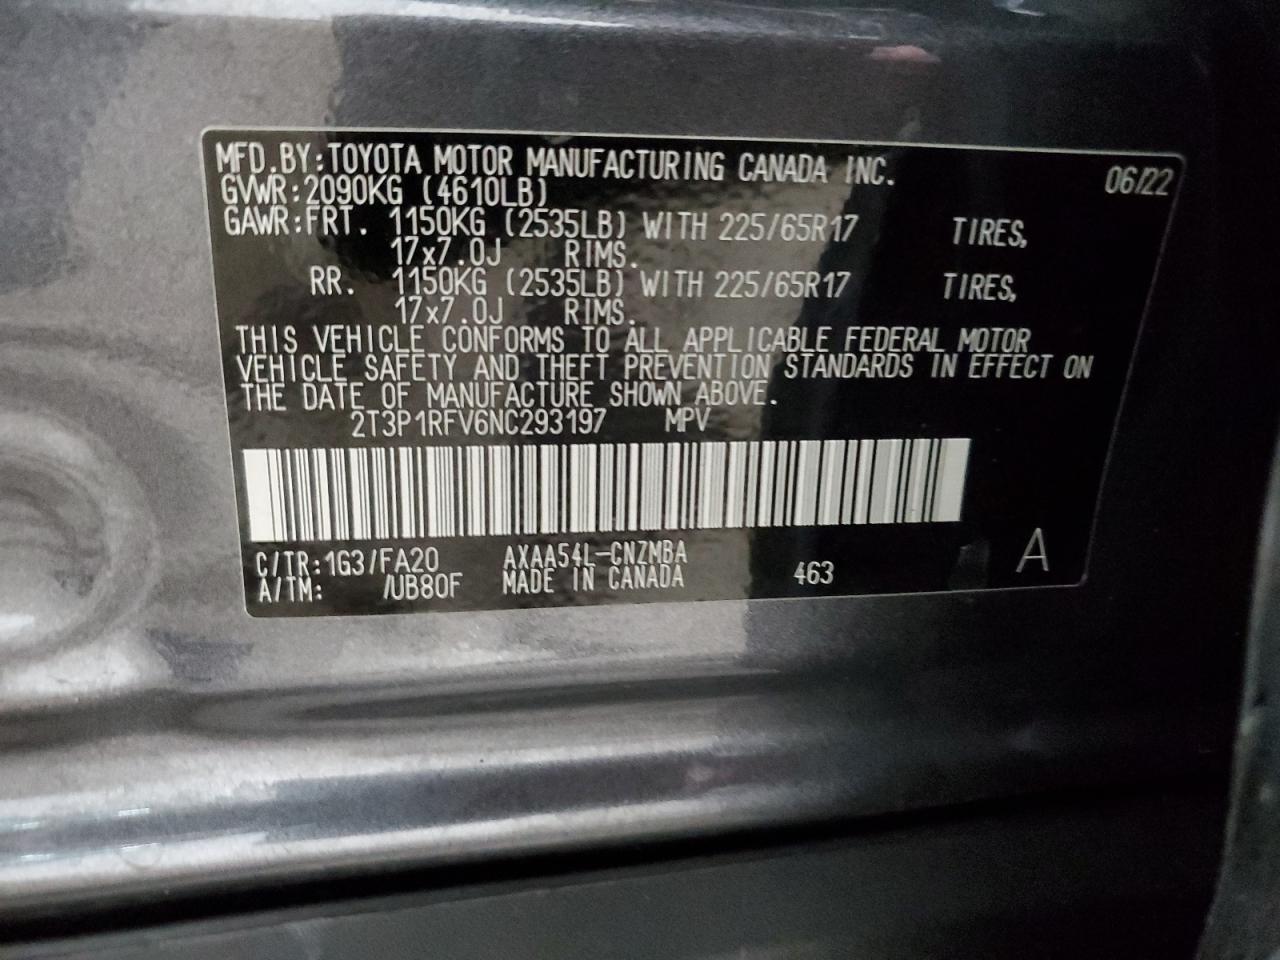 MFD.BY:TOYOTA MOTOR MANUFACTURING CANADA INC. 06/22
GVWR:2090KG (4610LB)
GAWR:FRT. 1150KG (2535LB) WITH 225/65R17 TIRES,
17x7.0J RIMS.
RR. 1150KG (2535LB) WITH 225/65R17 TIRES,
17x7.0J RIMS.
THIS VEHICLE CONFORMS TO ALL APPLICABLE FEDERAL MOTOR
VEHICLE SAFETY AND THEFT PREVENTION STANDARDS IN EFFECT ON
THE DATE OF MANUFACTURE SHOWN ABOVE.
2T3P1RFV6NC293197 MPV
C/TR:1G3/FA20 AXAA54L-CNZMBA
A/TM: /UB80F MADE IN CANADA 463 A